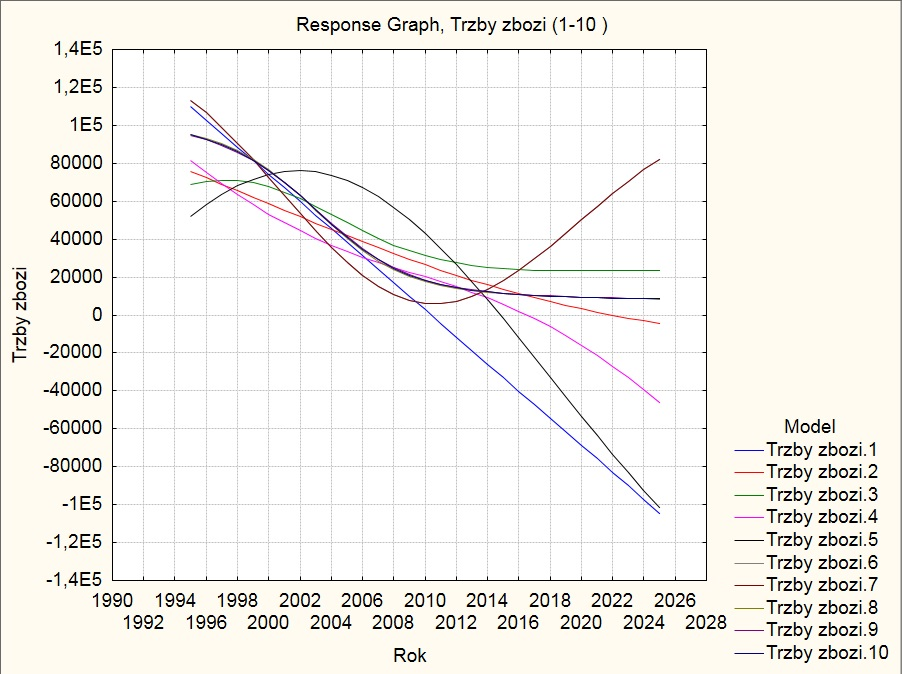 Response Graph, Trzby zbozi (1-10 )
1,4E5
1,2E5
1E5
80000
60000
40000
20000
0
-20000
-40000
-60000
-80000
-1E5
-1,2E5
-1,4E5
Trzby zbozi
1990 1994 1998 2002 2006 2010 2014 2018 2022 2026
1992 1996 2000 2004 2008 2012 2016 2020 2024 2028
Rok
Model
Trzby zbozi.1
Trzby zbozi.2
Trzby zbozi.3
Trzby zbozi.4
Trzby zbozi.5
Trzby zbozi.6
Trzby zbozi.7
Trzby zbozi.8
Trzby zbozi.9
Trzby zbozi.10